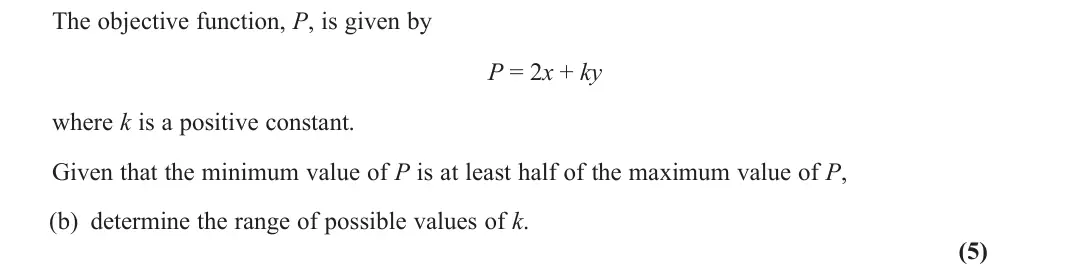 The objective function, P, is given by
P = 2x + ky
where k is a positive constant.
Given that the minimum value of P is at least half of the maximum value of P,
(b) determine the range of possible values of k.
(5)